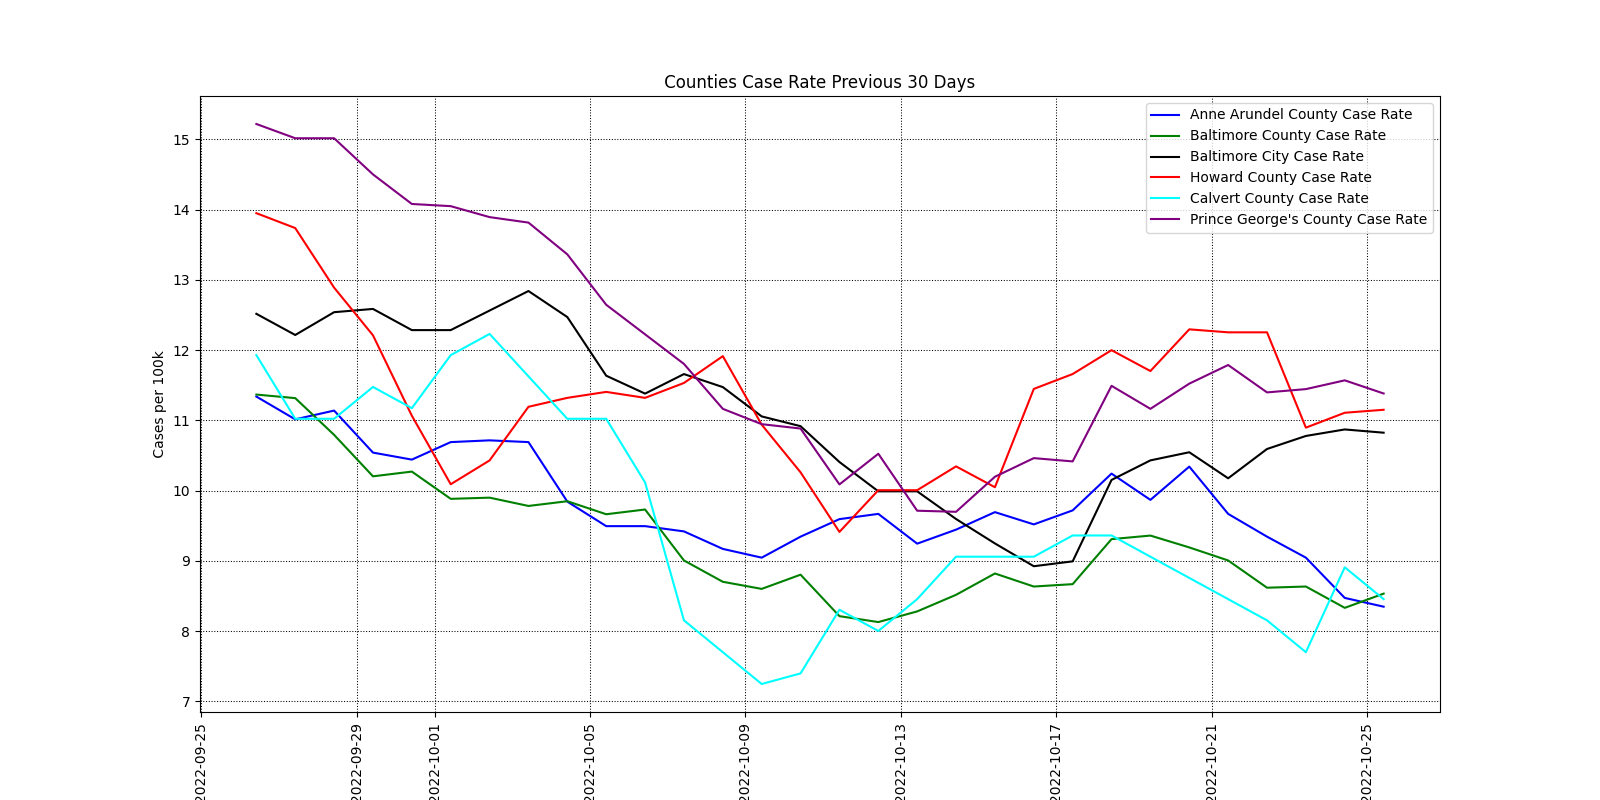 Counties Case Rate Previous 30 Days
Anne Arundel County Case Rate
Baltimore County Case Rate
Baltimore City Case Rate
Howard County Case Rate
Calvert County Case Rate
Prince George's County Case Rate
Cases per 100k
15
14
13
12
11
10
9
8
7
2022-09-25
2022-09-29
2022-10-01
2022-10-05
2022-10-09
2022-10-13
2022-10-17
2022-10-21
2022-10-25